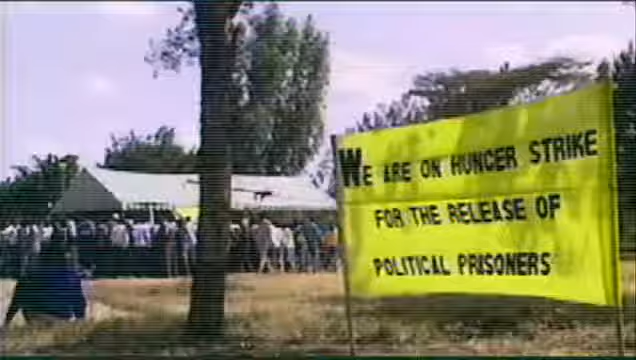 WE ARE ON HUNGER STRIKE
FOR THE RELEASE OF
POLITICAL PRISONERS